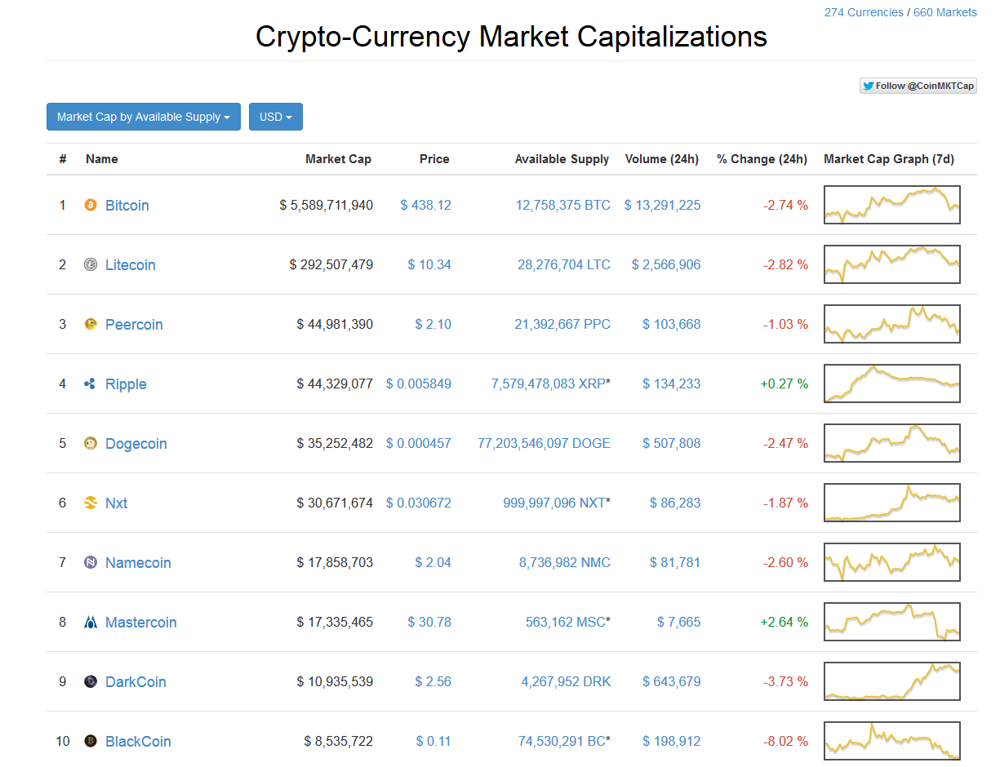 274 Currencies / 660 Markets
Crypto-Currency Market Capitalizations
Follow @CoinMKTCap
Market Cap by Available Supply USD
# Name Market Cap Price Available Supply Volume (24h) % Change (24h) Market Cap Graph (7d)
1 Bitcoin $ 5,589,711,940 $ 438.12 12,758,375 BTC $ 13,291,225 -2.74 %
2 Litecoin $ 292,507,479 $ 10.34 28,276,704 LTC $ 2,566,906 -2.82 %
3 Peercoin $ 44,981,390 $ 2.10 21,392,667 PPC $ 103,668 -1.03 %
4 Ripple $ 44,329,077 $ 0.005849 7,579,478,083 XRP* $ 134,233 +0.27 %
5 Dogecoin $ 35,252,482 $ 0.000457 77,203,546,097 DOGE $ 507,808 -2.47 %
6 Nxt $ 30,671,674 $ 0.030672 999,997,096 NXT* $ 86,283 -1.87 %
7 Namecoin $ 17,858,703 $ 2.04 8,736,982 NMC $ 81,781 -2.60 %
8 Mastercoin $ 17,335,465 $ 30.78 563,162 MSC* $ 7,665 +2.64 %
9 DarkCoin $ 10,935,539 $ 2.56 4,267,952 DRK $ 643,679 -3.73 %
10 BlackCoin $ 8,535,722 $ 0.11 74,530,291 BC* $ 198,912 -8.02 %